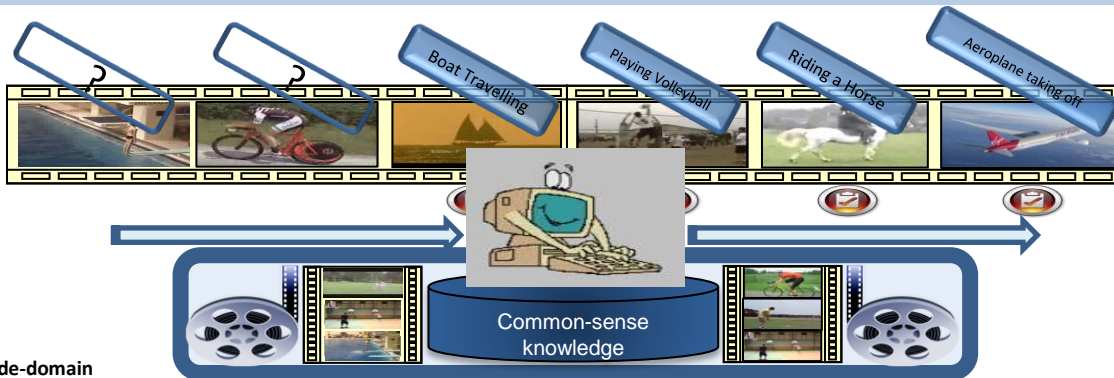 ?
?
Boat Travelling
Playing Volleyball
Riding a Horse
Aeroplane taking off
Common-sense
knowledge
de-domain